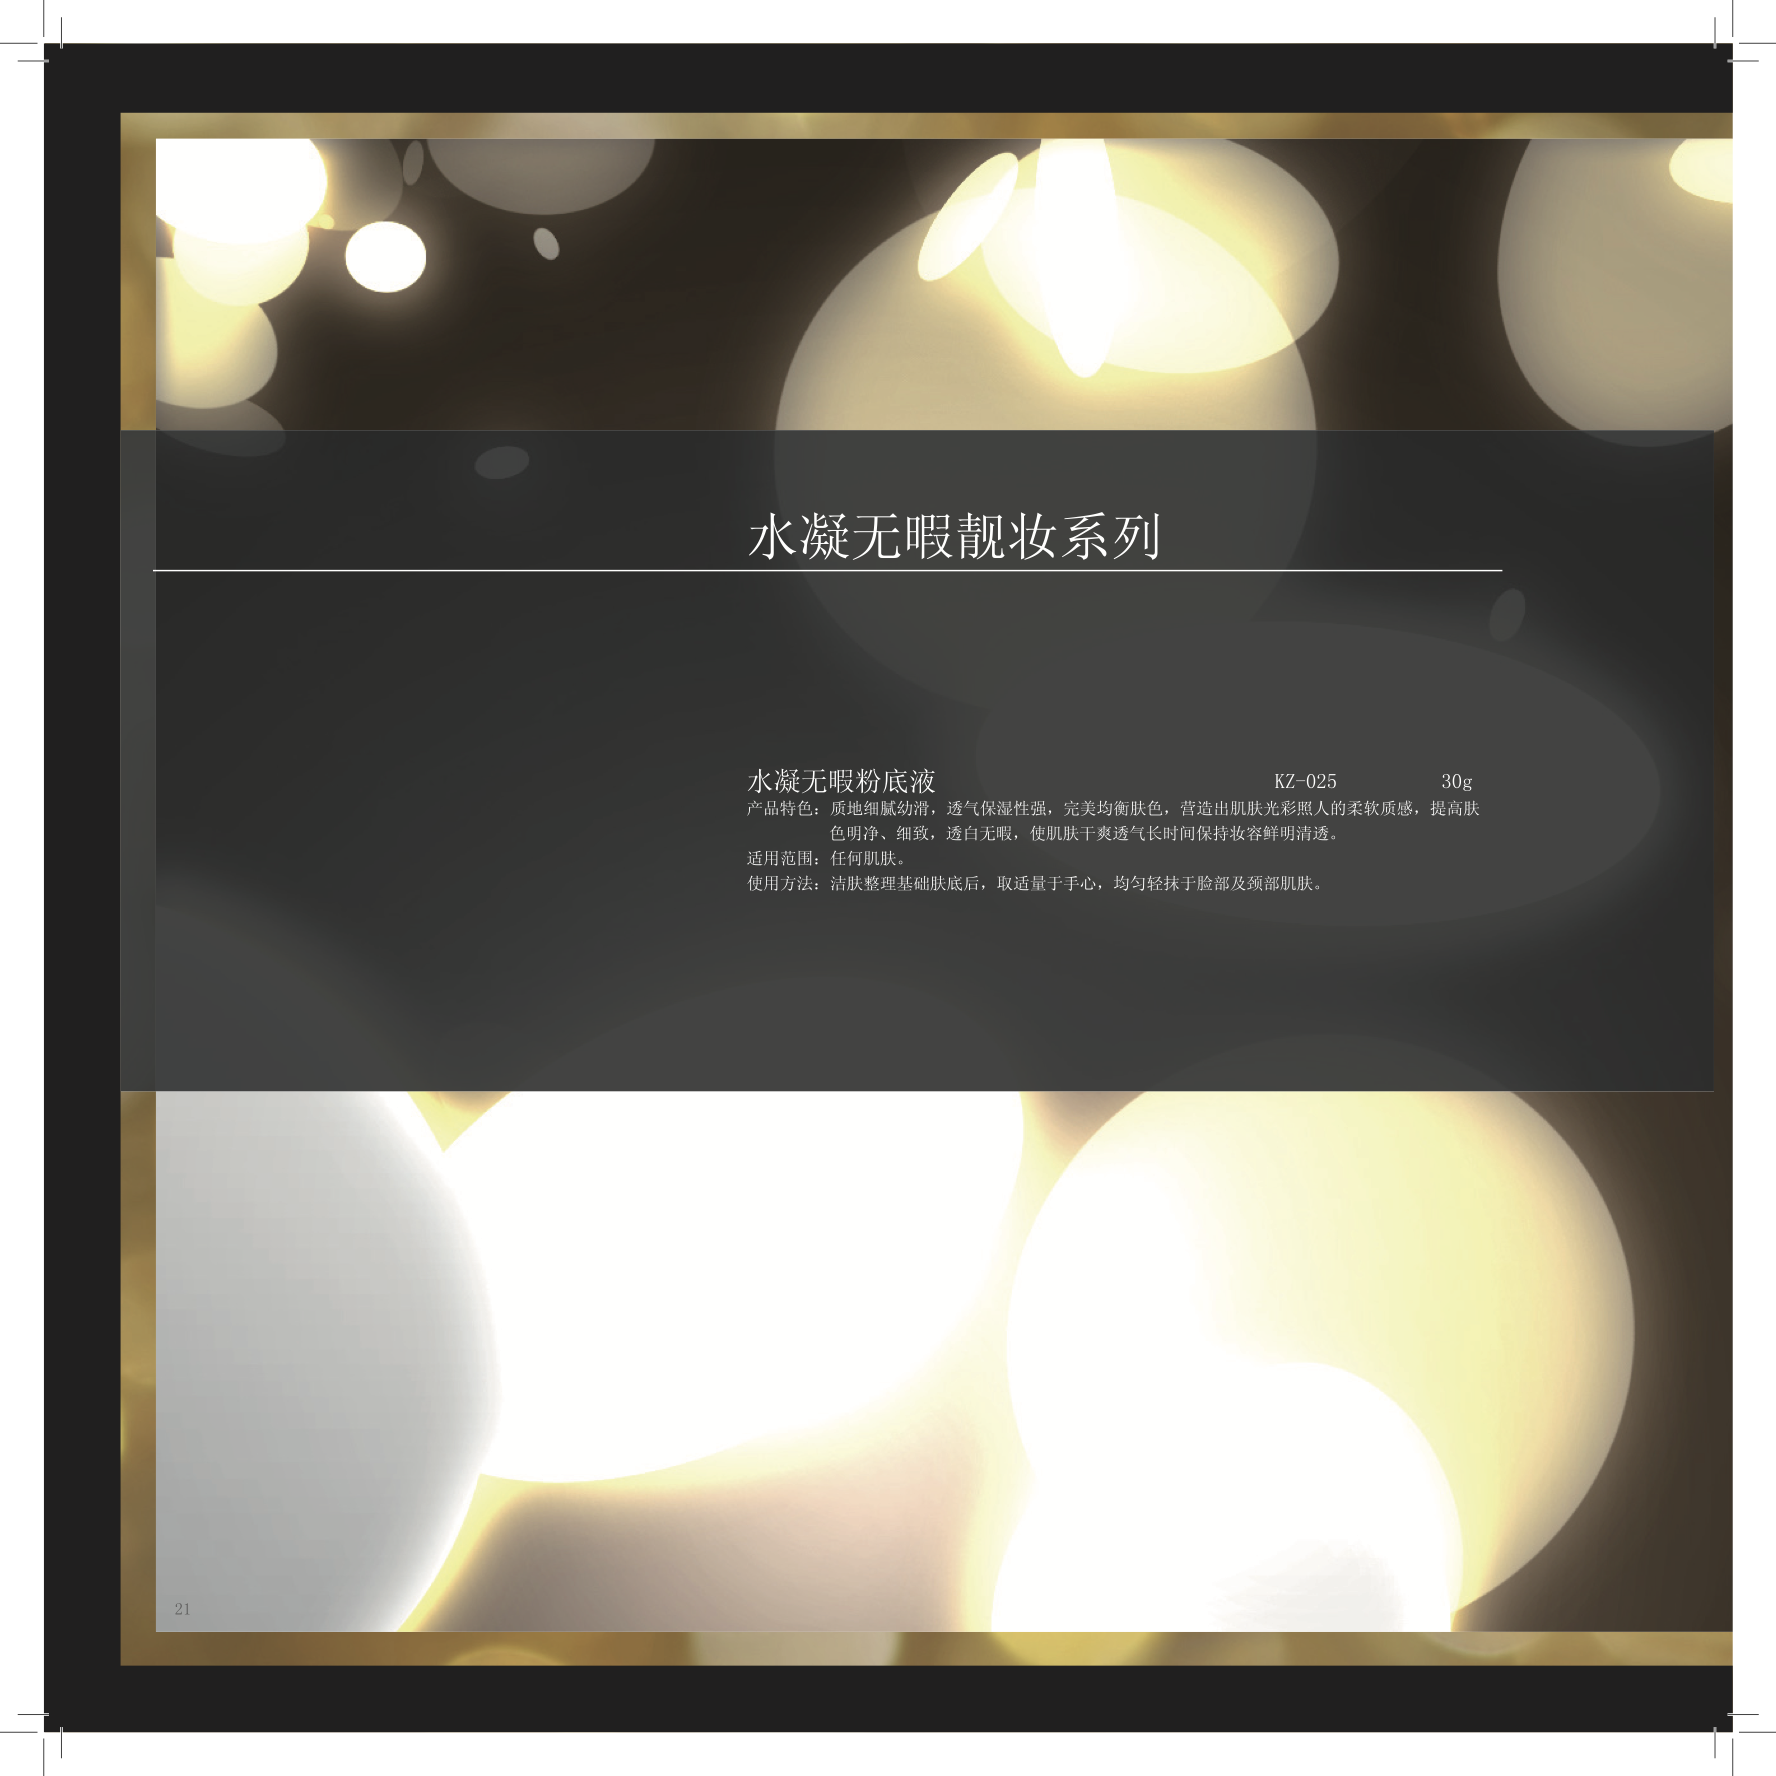 水凝无暇靓妆系列
水凝无暇粉底液 KZ-025 30g
产品特色：质地细腻幼滑，透气保湿性强，完美均衡肤色，营造出肌肤光彩照人的柔软质感，提高肤
色明净、细致，透白无暇，使肌肤干爽透气长时间保持妆容鲜明清透。
适用范围：任何肌肤。
使用方法：洁肤整理基础肤底后，取适量于手心，均匀轻抹于脸部及颈部肌肤。
21